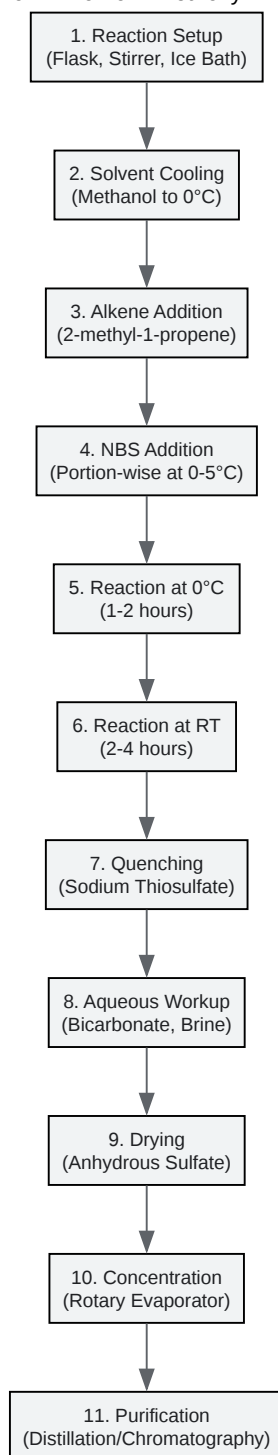 1. Reaction Setup
(Flask, Stirrer, Ice Bath)
2. Solvent Cooling
(Methanol to 0°C)
3. Alkene Addition
(2-methyl-1-propene)
4. NBS Addition
(Portion-wise at 0-5°C)
5. Reaction at 0°C
(1-2 hours)
6. Reaction at RT
(2-4 hours)
7. Quenching
(Sodium Thiosulfate)
8. Aqueous Workup
(Bicarbonate, Brine)
9. Drying
(Anhydrous Sulfate)
10. Concentration
(Rotary Evaporator)
11. Purification
(Distillation/Chromatography)